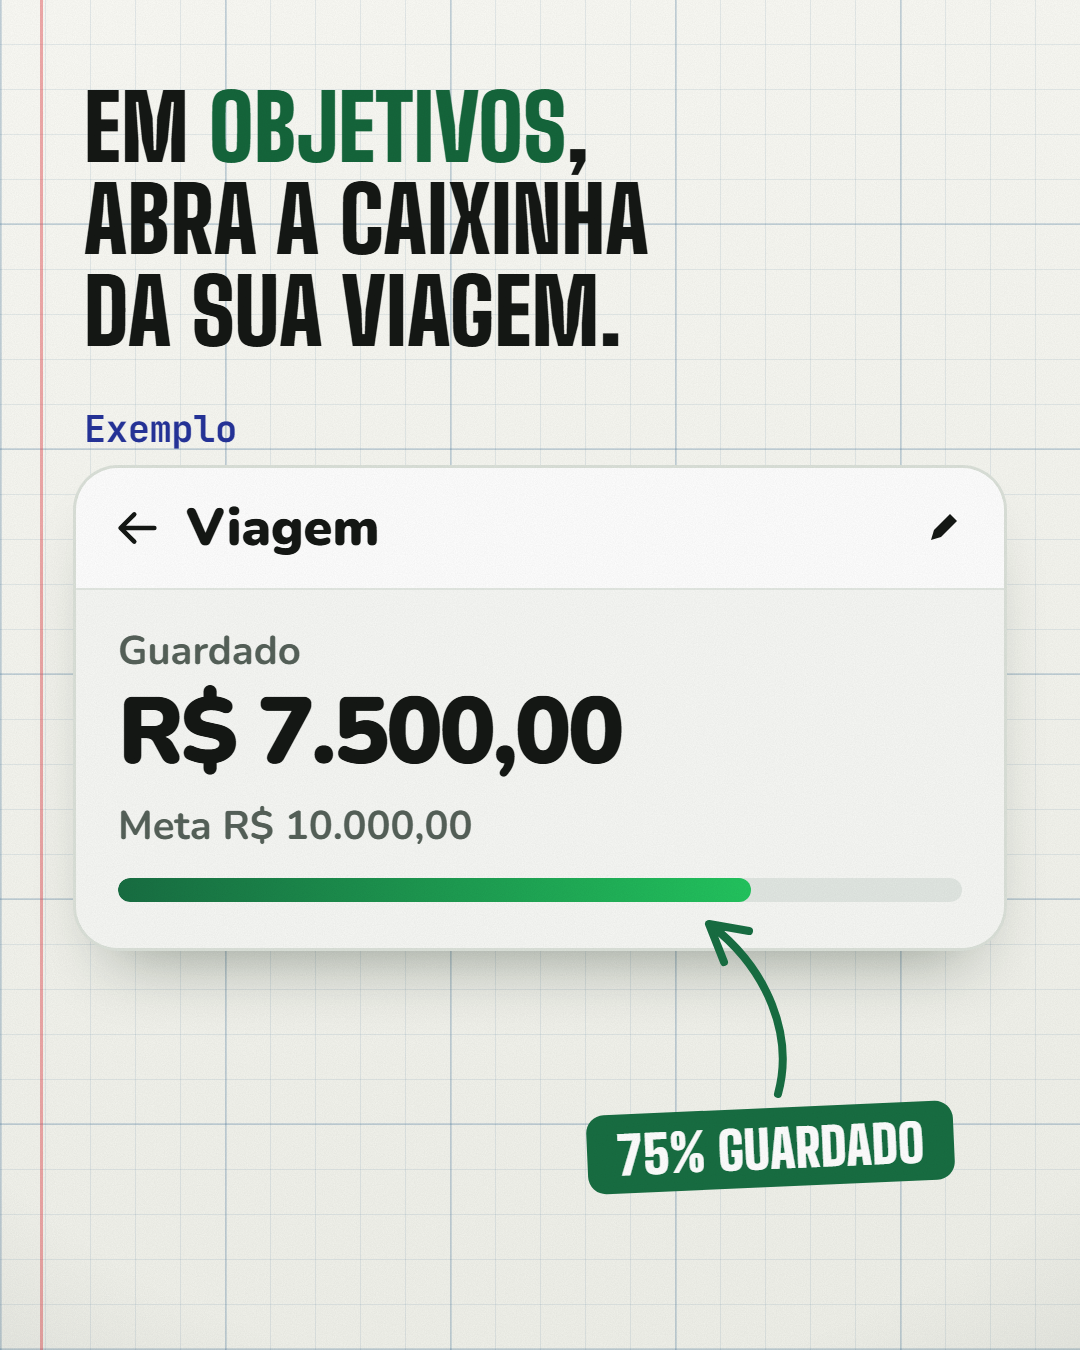 EM OBJETIVOS,
ABRA A CAIXINHA
DA SUA VIAGEM.
Exemplo
Viagem
Guardado
R$ 7.500,00
Meta R$ 10.000,00
75% GUARDADO